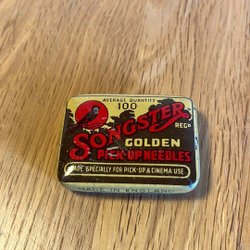 AVERAGE QUANTITY
100
SONGSTER
REGD
GOLDEN
PICK-UP NEEDLES
MADE SPECIALLY FOR PICK-UP & CINEMA USE
MADE IN ENGLAND